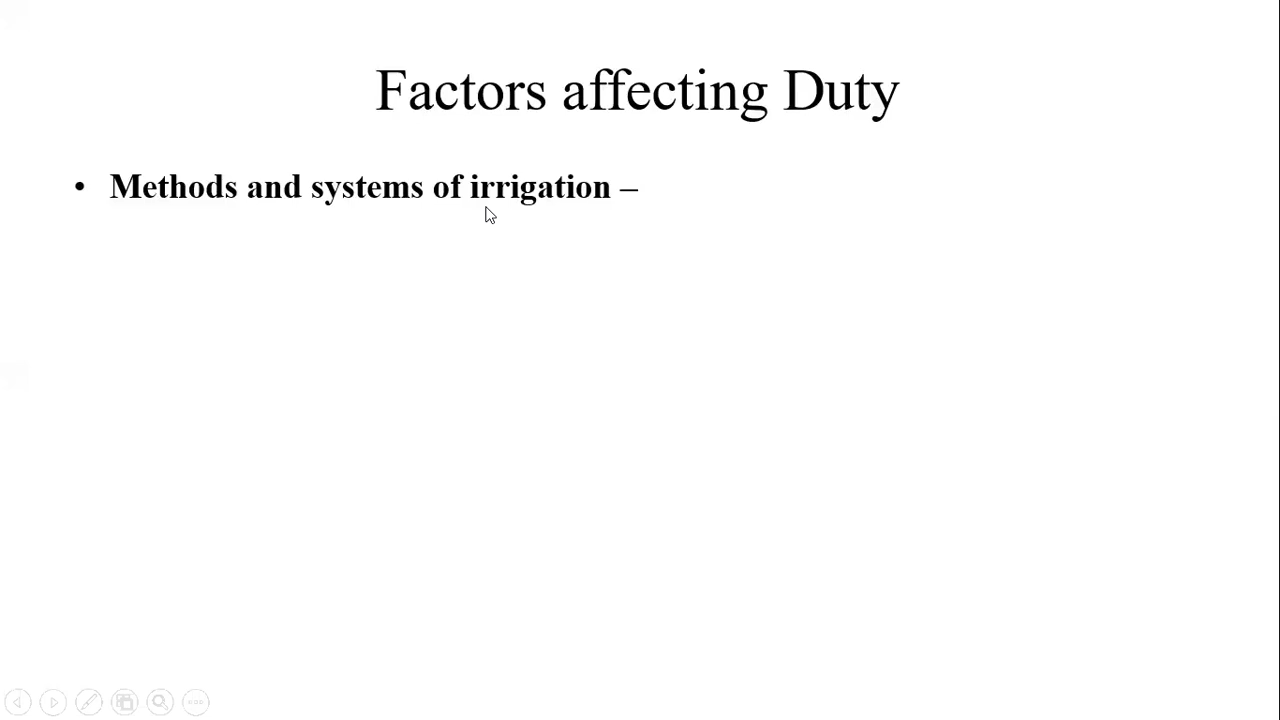 Factors affecting Duty
• Methods and systems of irrigation –